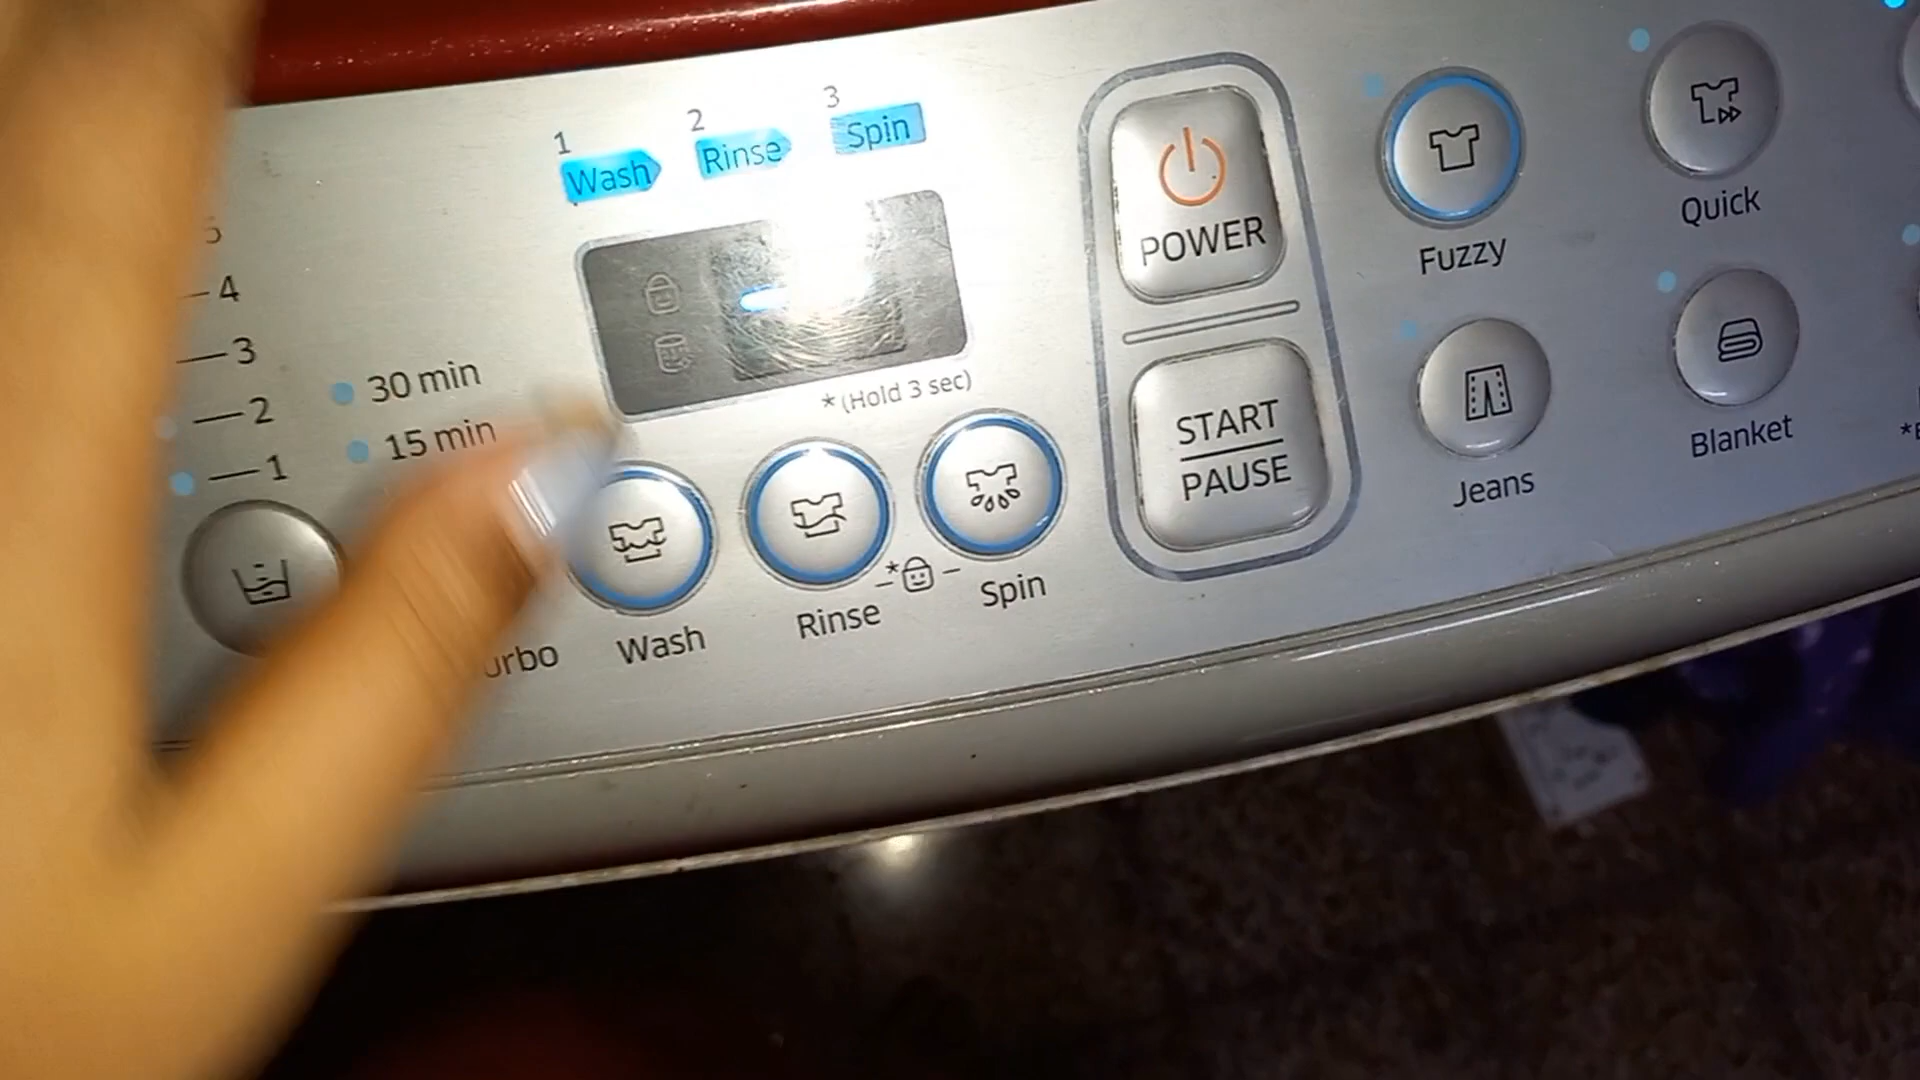 1
Wash
2
Rinse
3
Spin
5
4
3
2
1
30 min
15 min
*(Hold 3 sec)
Wash
Rinse
*
Spin
POWER
START
PAUSE
Fuzzy
Quick
Jeans
Blanket